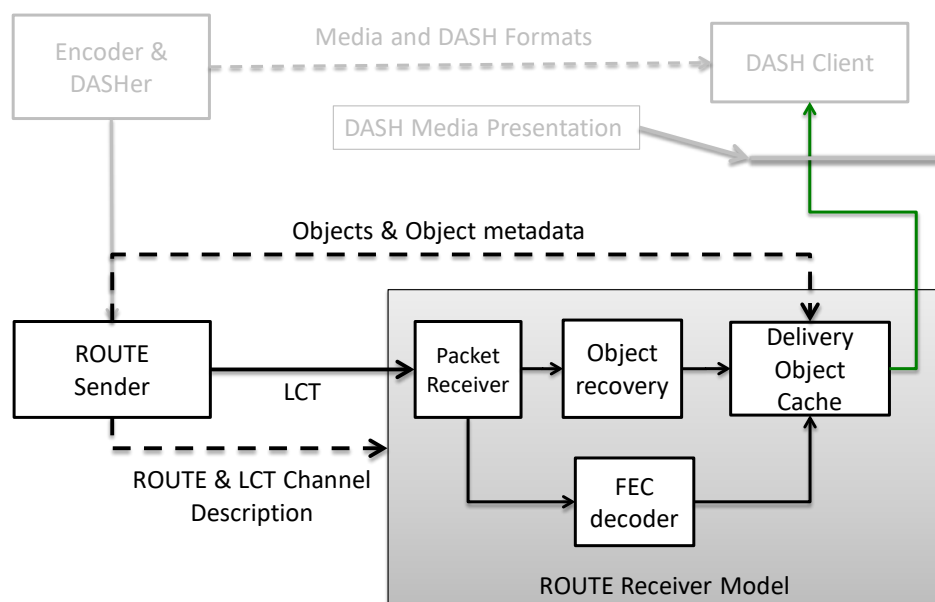 Encoder &
DASHer
Media and DASH Formats
DASH Client
DASH Media Presentation
Objects & Object metadata
ROUTE
Sender
LCT
Packet
Receiver
Object
recovery
Delivery
Object
Cache
ROUTE & LCT Channel
Description
FEC
decoder
ROUTE Receiver Model